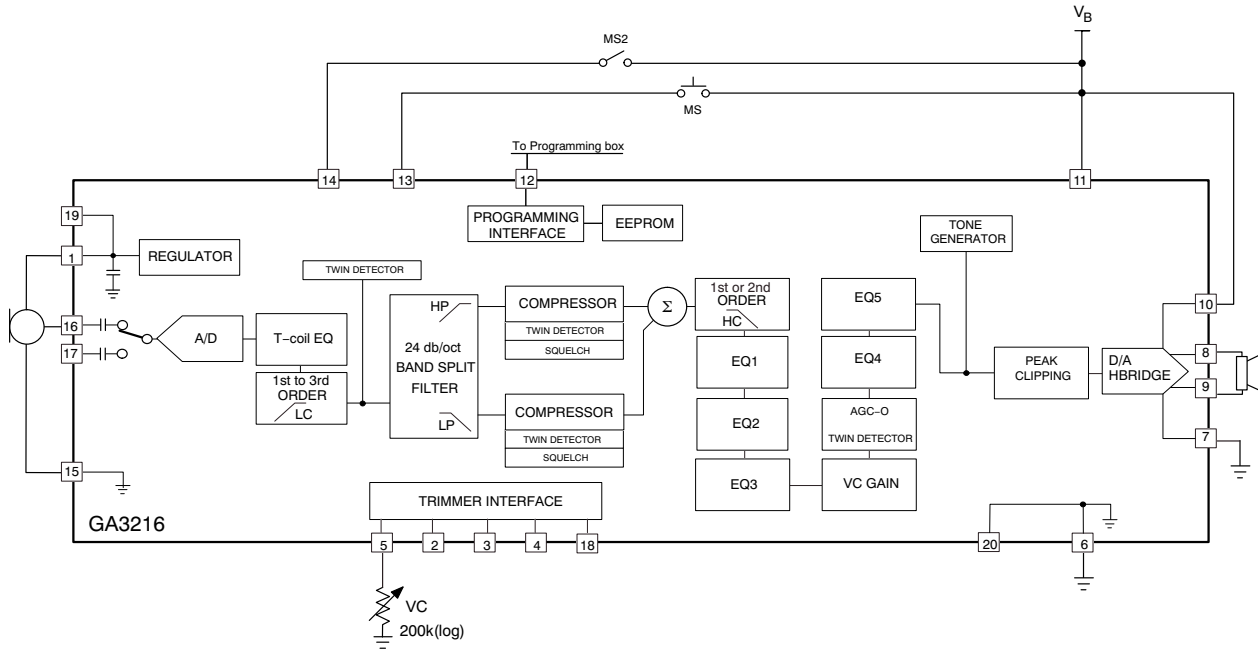 V_B
MS2
MS
To Programming box
14
13
12
11
19
1
REGULATOR
PROGRAMMING
INTERFACE
EEPROM
TONE
GENERATOR
TWIN DETECTOR
16
17
A/D
T−coil EQ
1st to 3rd
ORDER
LC
HP
24 db/oct
BAND SPLIT
FILTER
LP
COMPRESSOR
TWIN DETECTOR
SQUELCH
COMPRESSOR
TWIN DETECTOR
SQUELCH
Σ
1st or 2nd
ORDER
HC
EQ1
EQ2
EQ3
EQ5
EQ4
AGC−O
TWIN DETECTOR
VC GAIN
PEAK
CLIPPING
D/A
HBRIDGE
10
8
9
7
15
GA3216
TRIMMER INTERFACE
5
2
3
4
18
20
6
VC
200k(log)